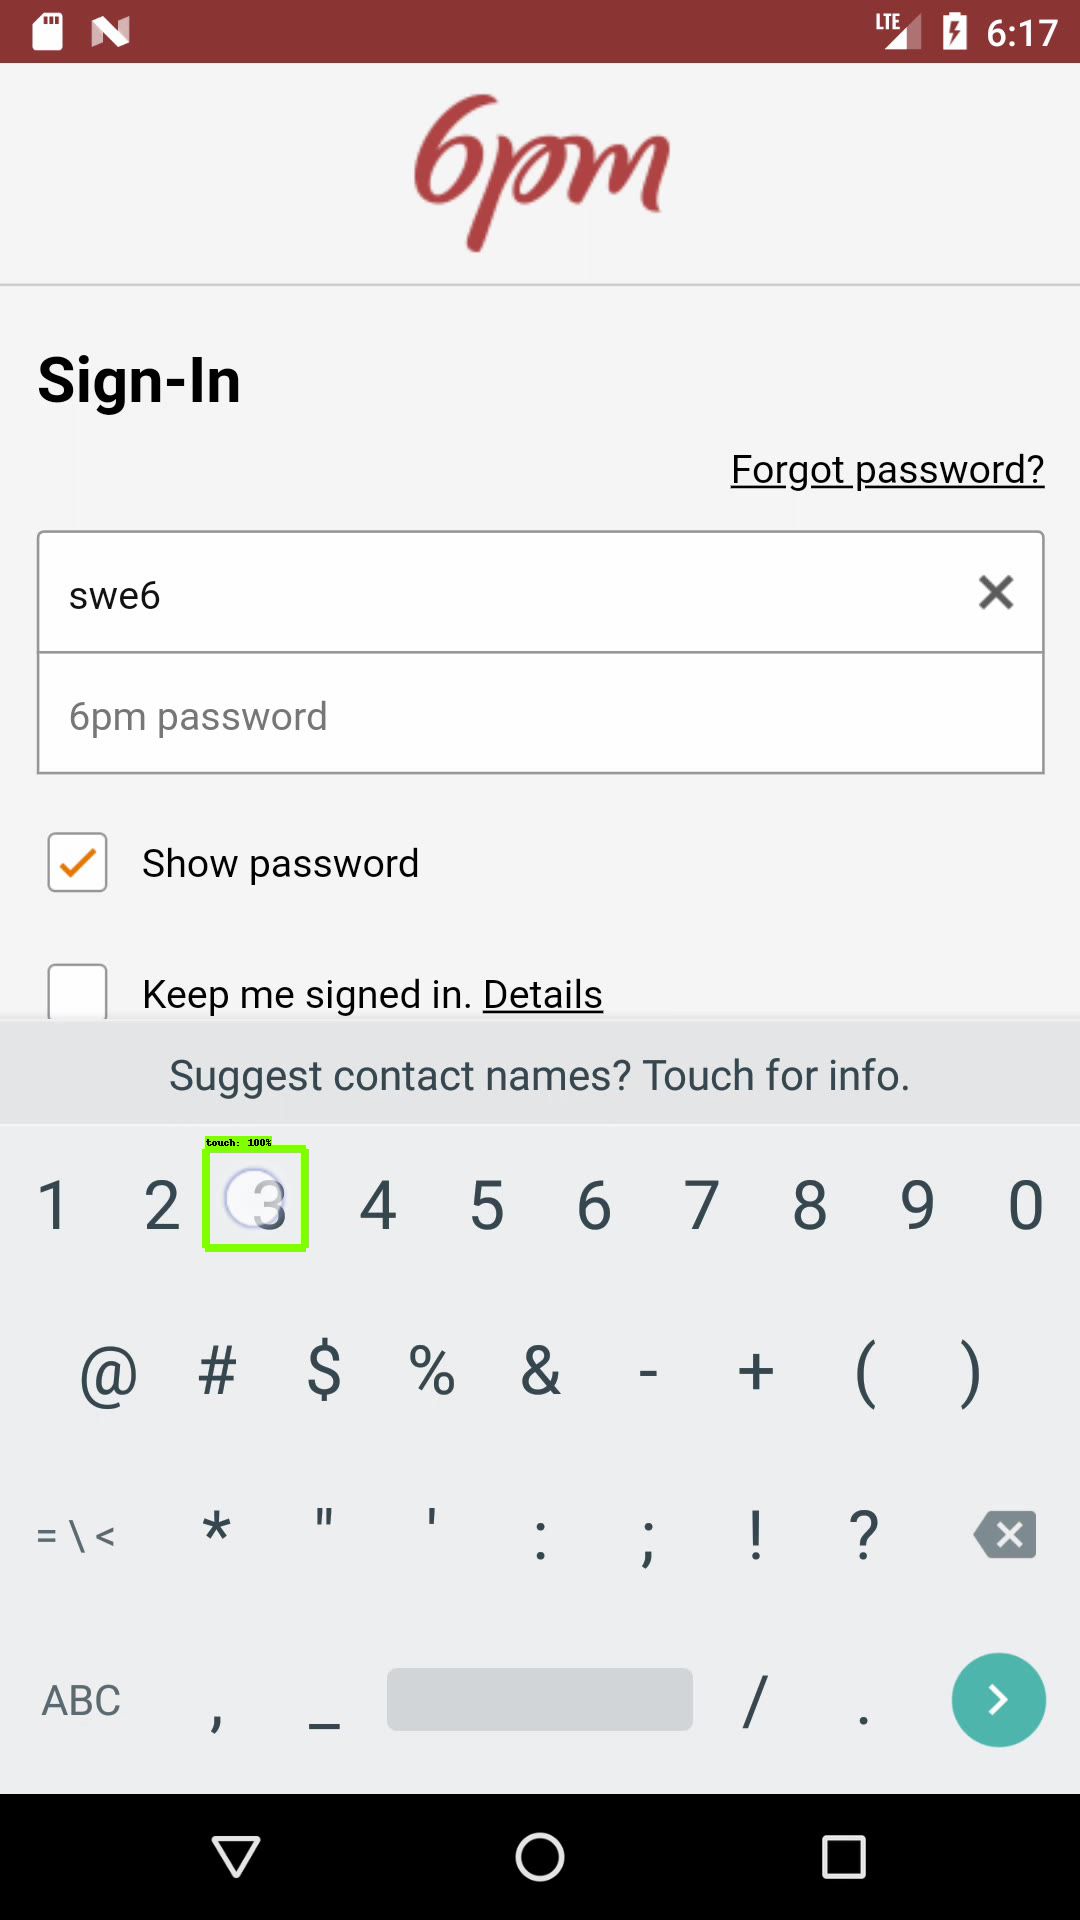 LTE 6:17
6pm
Sign-In
Forgot password?
swe6
6pm password
Show password
Keep me signed in. Details
Suggest contact names? Touch for info.
touch: 100%
1 2 3 4 5 6 7 8 9 0
@ # $ % & - + ( )
= \ < * " ' : ; ! ?
ABC , _ / .